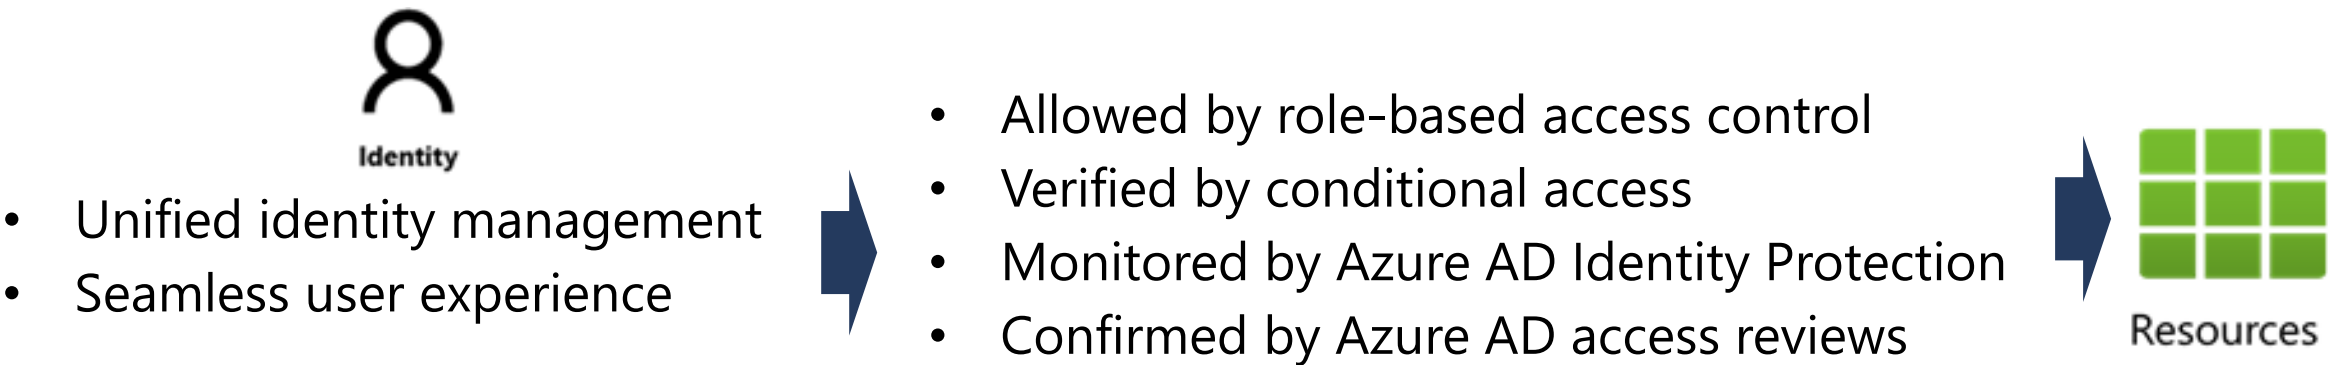 Identity
• Unified identity management
• Seamless user experience
• Allowed by role-based access control
• Verified by conditional access
• Monitored by Azure AD Identity Protection
• Confirmed by Azure AD access reviews
Resources